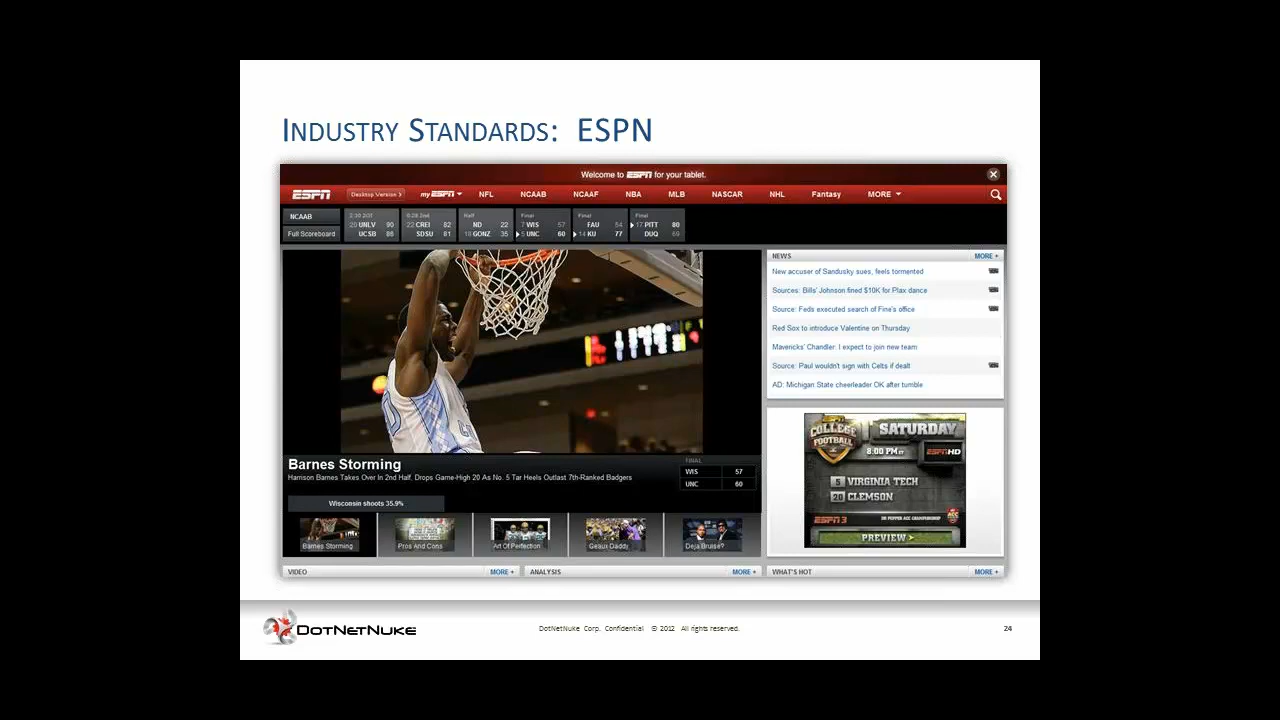 INDUSTRY STANDARDS: ESPN
Welcome to ESPN for your tablet.
ESPN Desktop Version > my ESPN NFL NCAAB NCAAF NBA MLB NASCAR NHL Fantasy MORE
NCAAB
Full Scoreboard
20 UNLV 90
UCSB 88
22 CREI 82
SDSU 81
Half
ND 22
GONZ 35
Final
7 WIS 57
5 UNC 60
Final
FAU 54
14 KU 77
Final
17 PITT 80
DUQ 69
NEWS MORE +
New accuser of Sandusky sues, feels tormented
Sources: Bills' Johnson fined $10K for Plax dance
Source: Feds executed search of Fine's office
Red Sox to introduce Valentine on Thursday
Mavericks' Chandler: I expect to join new team
Source: Paul wouldn't sign with Celts if dealt
AD: Michigan State cheerleader OK after tumble
Barnes Storming
Harrison Barnes Takes Over In 2nd Half, Drops Game-High 20 As No. 5 Tar Heels Outlast 7th-Ranked Badgers
FINAL
WIS 57
UNC 60
Wisconsin shoots 35.9%
Barnes Storming
Pros And Cons
Art Of Perfection
Geaux Daddy
Deja Bruise?
ESPN
COLLEGE
FOOTBALL
SATURDAY
8:00 PM ET
ESPN HD
5 VIRGINIA TECH
20 CLEMSON
ESPN3
DR PEPPER ACC CHAMPIONSHIP
ACC
PREVIEW >
VIDEO MORE +
ANALYSIS MORE +
WHAT'S HOT MORE +
DOTNETNUKE
DotNetNuke Corp. Confidential © 2012 All rights reserved.
24